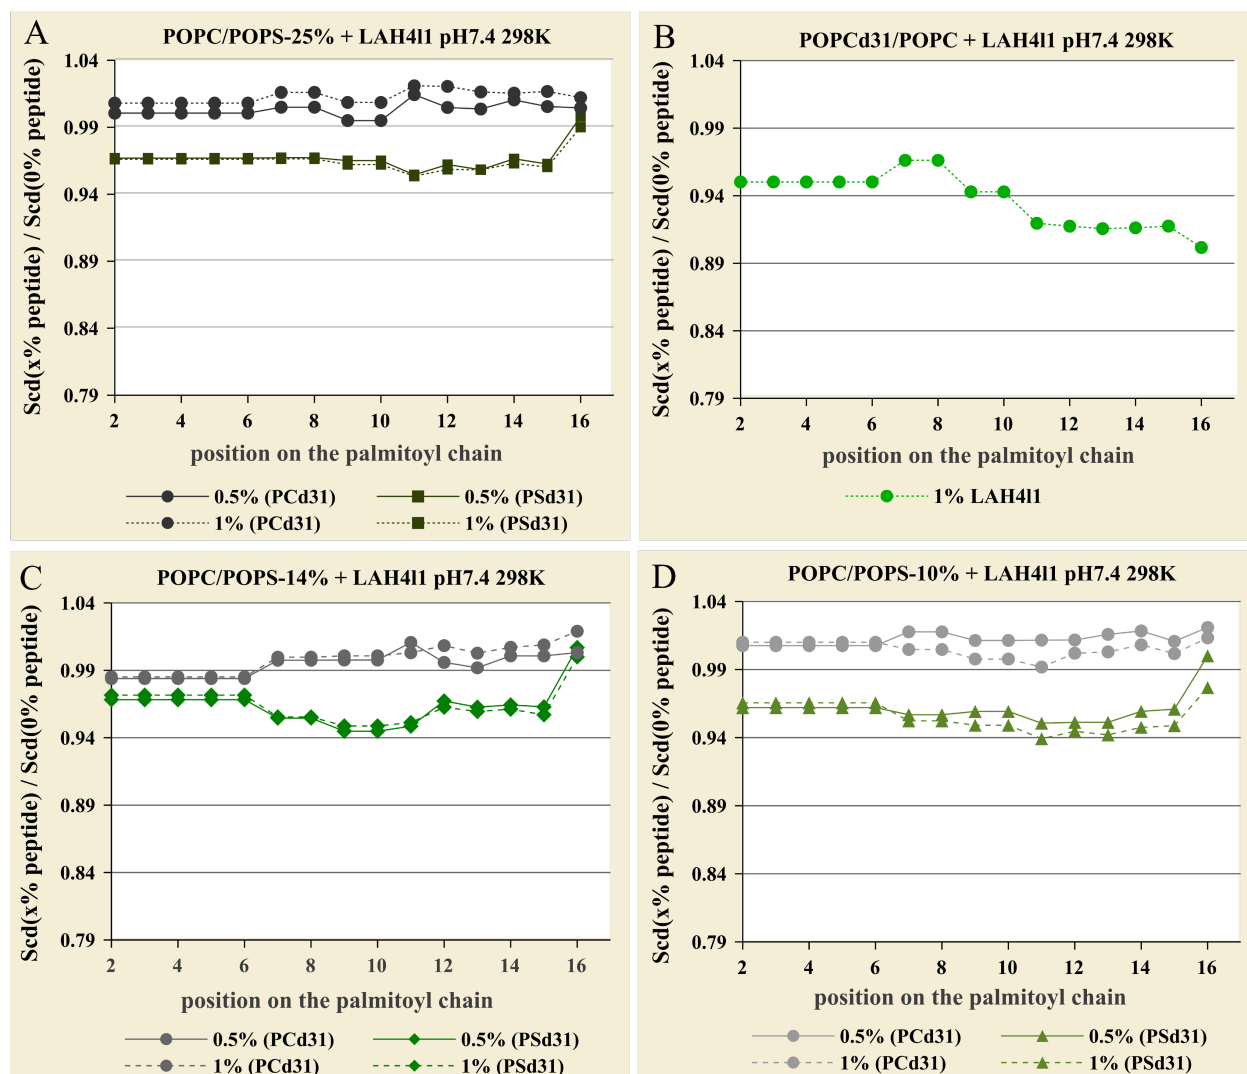 A
POPC/POPS-25% + LAH4l1 pH7.4 298K
Scd(x% peptide) / Scd(0% peptide)
1.04
0.99
0.94
0.89
0.84
0.79
2 4 6 8 10 12 14 16
position on the palmitoyl chain
0.5% (PCd31) 0.5% (PSd31)
1% (PCd31) 1% (PSd31)
B
POPCd31/POPC + LAH4l1 pH7.4 298K
Scd(x% peptide) / Scd(0% peptide)
1.04
0.99
0.94
0.89
0.84
0.79
2 4 6 8 10 12 14 16
position on the palmitoyl chain
1% LAH4l1
C
POPC/POPS-14% + LAH4l1 pH7.4 298K
Scd(x% peptide) / Scd(0% peptide)
1.04
0.99
0.94
0.89
0.84
0.79
2 4 6 8 10 12 14 16
position on the palmitoyl chain
0.5% (PCd31) 0.5% (PSd31)
1% (PCd31) 1% (PSd31)
D
POPC/POPS-10% + LAH4l1 pH7.4 298K
Scd(x% peptide) / Scd(0% peptide)
1.04
0.99
0.94
0.89
0.84
0.79
2 4 6 8 10 12 14 16
position on the palmitoyl chain
0.5% (PCd31) 0.5% (PSd31)
1% (PCd31) 1% (PSd31)